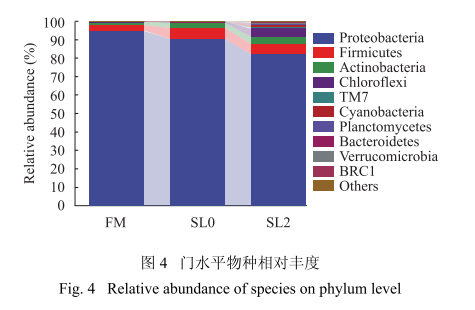 Relative abundance (%)
100
90
80
70
60
50
40
30
20
10
0
FM SL0 SL2
Proteobacteria
Firmicutes
Actinobacteria
Chloroflexi
TM7
Cyanobacteria
Planctomycetes
Bacteroidetes
Verrucomicrobia
BRC1
Others
图 4 门水平物种相对丰度
Fig. 4 Relative abundance of species on phylum level